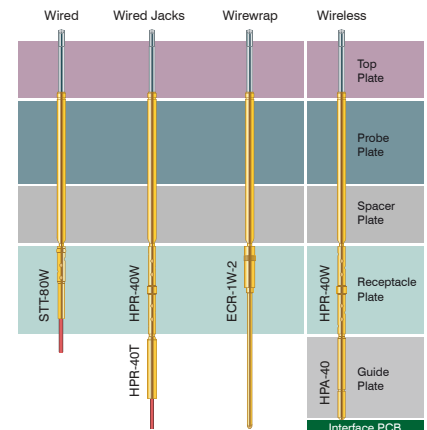 Wired
Wired Jacks
Wirewrap
Wireless
Top
Plate
Probe
Plate
Spacer
Plate
STT-80W
HPR-40W
ECR-1W-2
HPR-40W
Receptacle
Plate
HPR-40T
HPA-40
Guide
Plate
Interface PCB